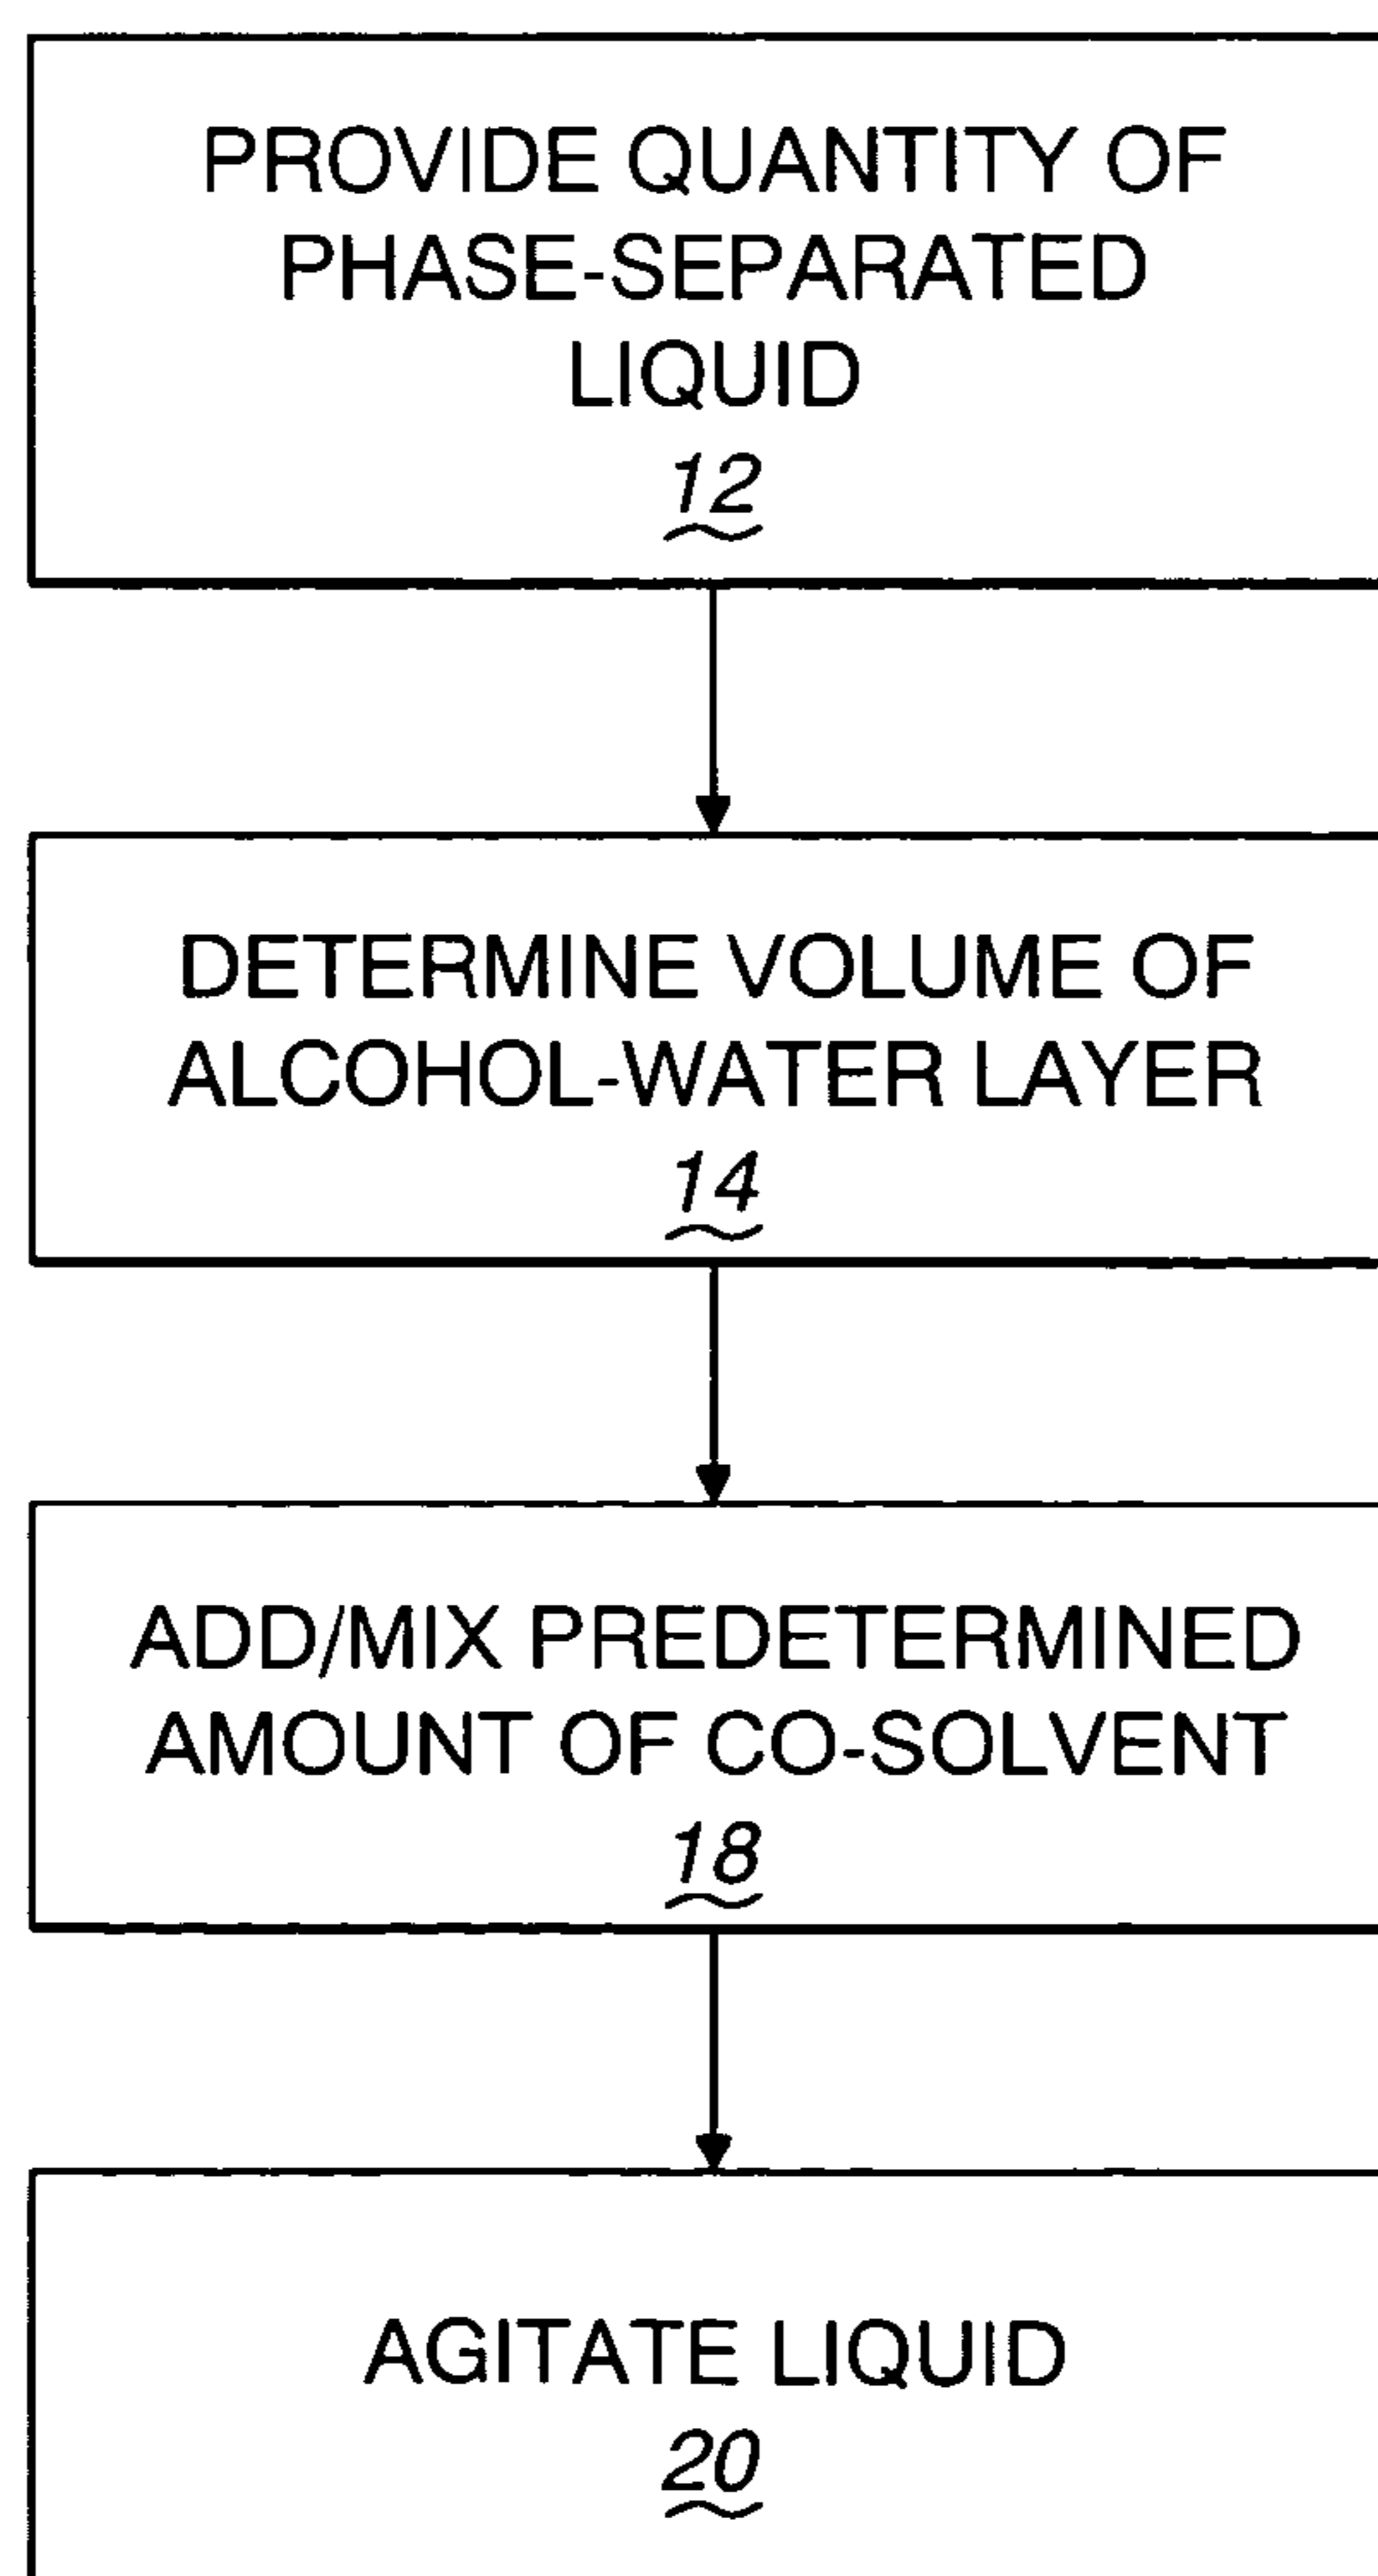 PROVIDE QUANTITY OF
PHASE-SEPARATED
LIQUID
12
DETERMINE VOLUME OF
ALCOHOL-WATER LAYER
14
ADD/MIX PREDETERMINED
AMOUNT OF CO-SOLVENT
18
AGITATE LIQUID
20